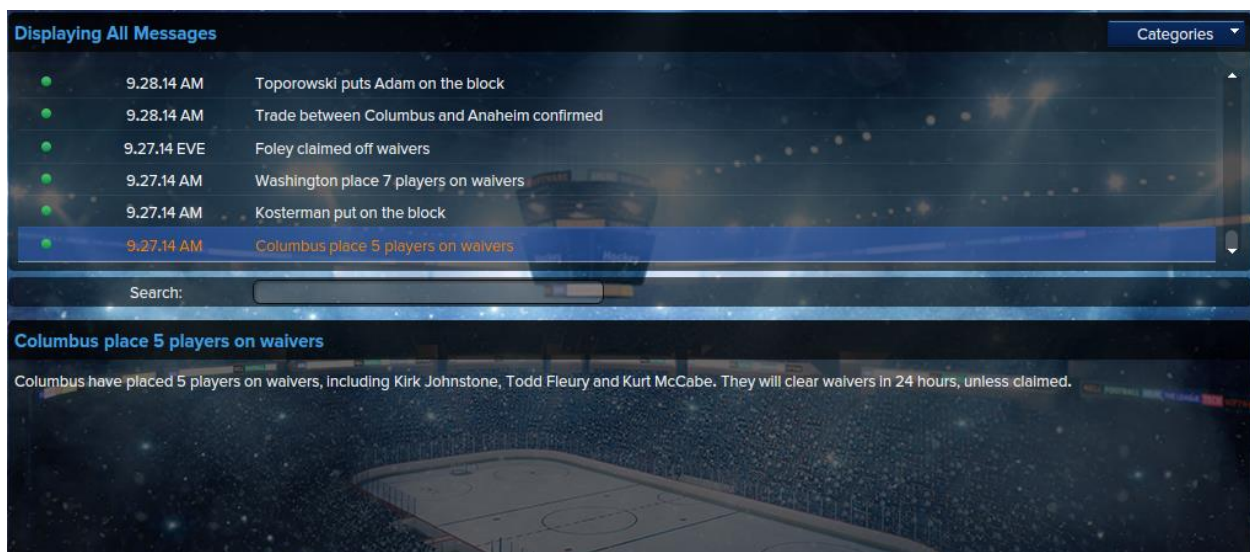 Displaying All Messages
Categories
9.28.14 AM Toporowski puts Adam on the block
9.28.14 AM Trade between Columbus and Anaheim confirmed
9.27.14 EVE Foley claimed off waivers
9.27.14 AM Washington place 7 players on waivers
9.27.14 AM Kosterman put on the block
9.27.14 AM Columbus place 5 players on waivers
Search:
Columbus place 5 players on waivers
Columbus have placed 5 players on waivers, including Kirk Johnstone, Todd Fleury and Kurt McCabe. They will clear waivers in 24 hours, unless claimed.